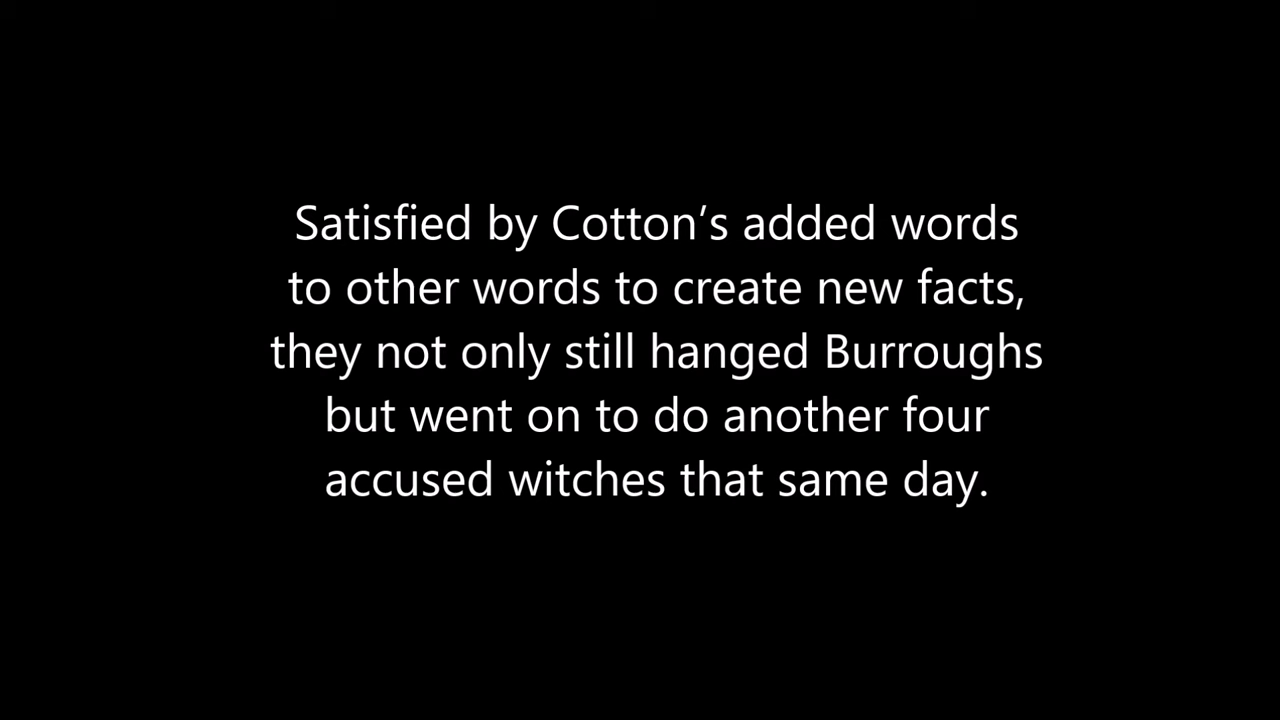 Satisfied by Cotton’s added words
to other words to create new facts,
they not only still hanged Burroughs
but went on to do another four
accused witches that same day.